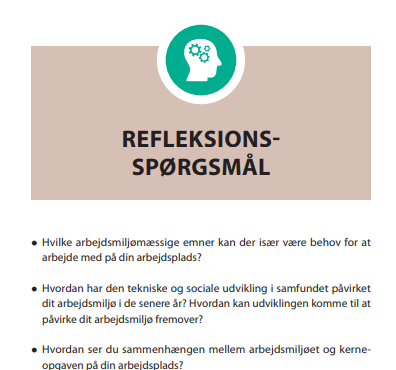 REFLEKSIONS-
SPØRGSMÅL
● Hvilke arbejdsmiljømæssige emner kan der især være behov for at
arbejde med på din arbejdsplads?
● Hvordan har den tekniske og sociale udvikling i samfundet påvirket
dit arbejdsmiljø i de senere år? Hvordan kan udviklingen komme til at
påvirke dit arbejdsmiljø fremover?
● Hvordan ser du sammenhængen mellem arbejdsmiljøet og kerne-
opgaven på din arbejdsplads?